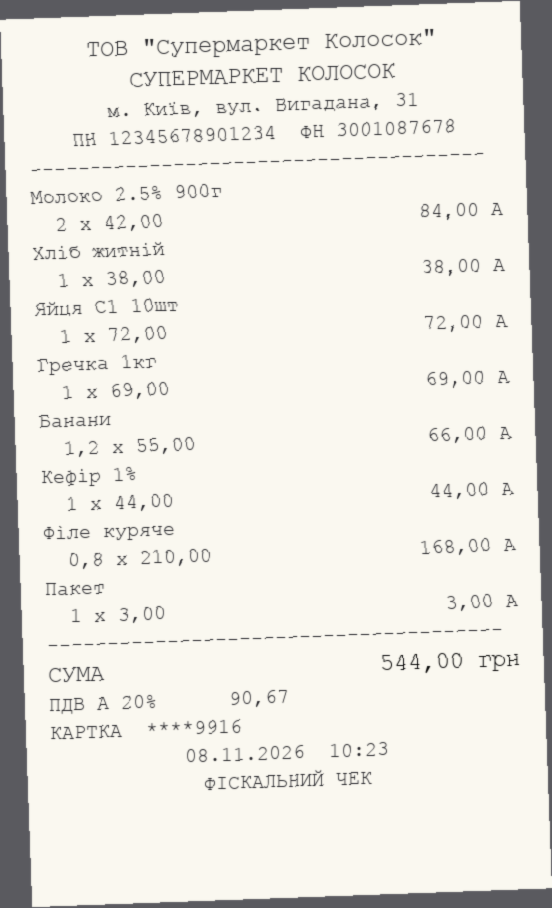 ТОВ "Супермаркет Колосок"
СУПЕРМАРКЕТ КОЛОСОК
м. Київ, вул. Вигадана, 31
ПН 12345678901234 ФН 3001087678
Молоко 2.5% 900г
2 x 42,00 84,00 А
Хліб житній
1 x 38,00 38,00 А
Яйця С1 10шт
1 x 72,00 72,00 А
Гречка 1кг
1 x 69,00 69,00 А
Банани
1,2 x 55,00 66,00 А
Кефір 1%
1 x 44,00 44,00 А
Філе куряче
0,8 x 210,00 168,00 А
Пакет
1 x 3,00 3,00 А
СУМА 544,00 грн
ПДВ А 20% 90,67
КАРТКА ****9916
08.11.2026 10:23
ФІСКАЛЬНИЙ ЧЕК